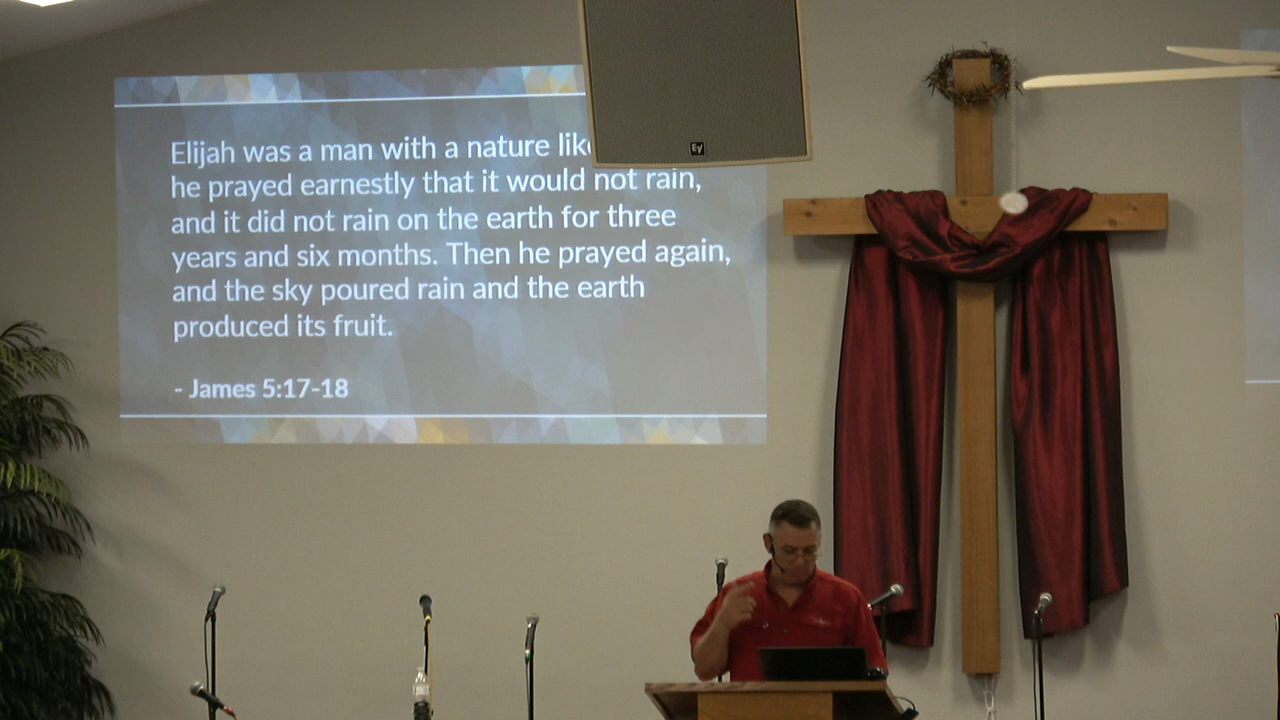 Elijah was a man with a nature
he prayed earnestly that it would not rain,
and it did not rain on the earth for three
years and six months. Then he prayed again,
and the sky poured rain and the earth
produced its fruit.
- James 5:17-18
EV